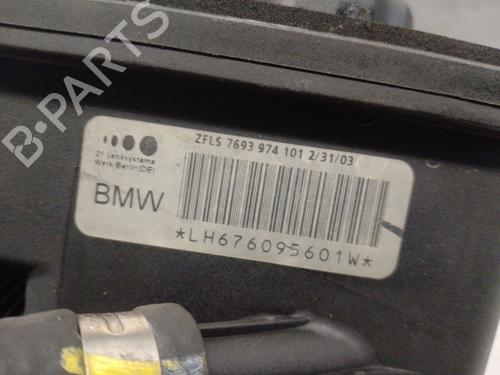 ZFLS 7693 974 101 2/31/03
ZF Lenksysteme
Werk Berlin(DE)
BMW
*LH676095601W*
B-PARTS